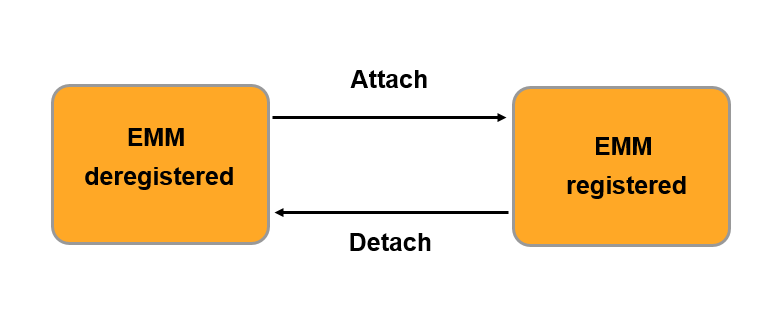 Attach
EMM
deregistered
EMM
registered
Detach